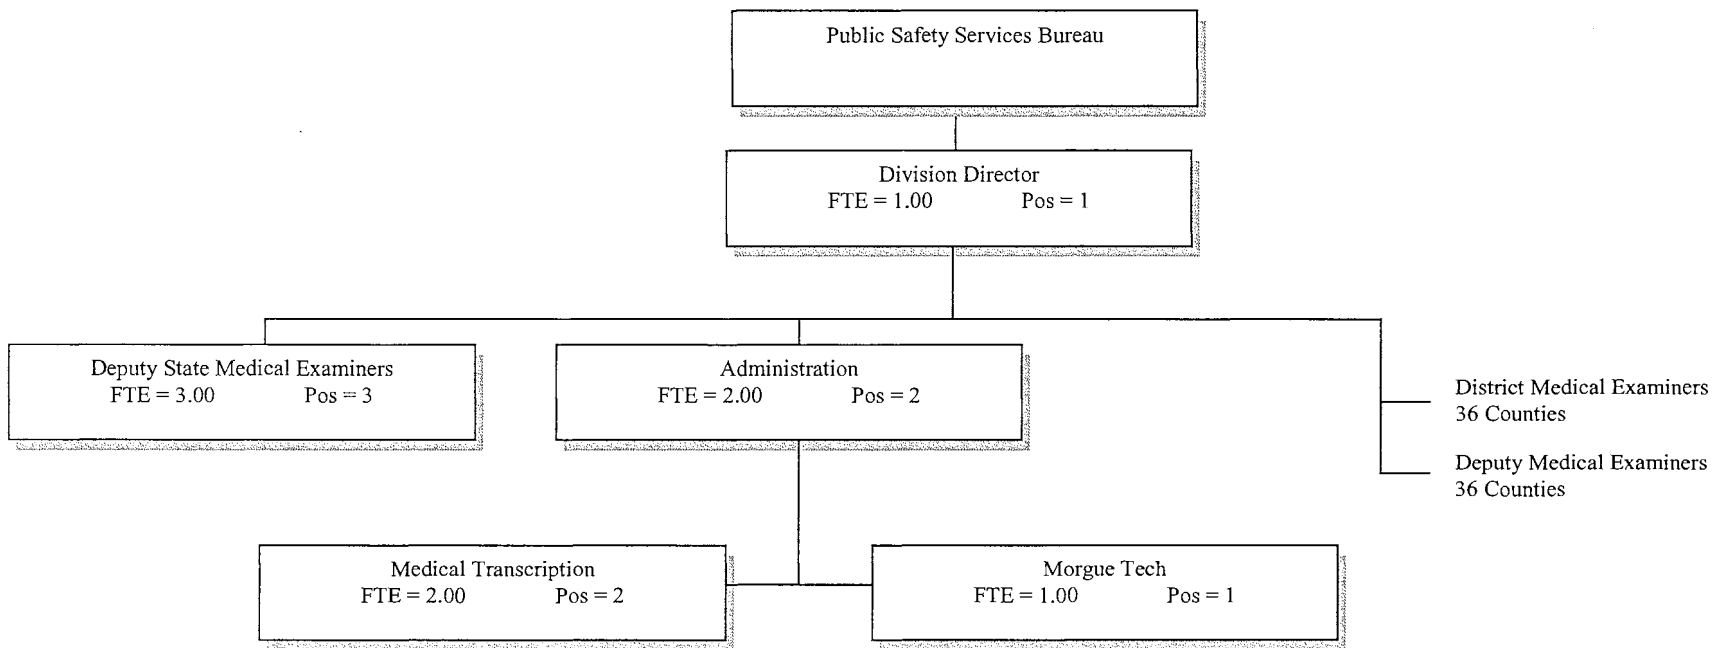 Public Safety Services Bureau
Division Director
FTE = 1.00 Pos = 1
Deputy State Medical Examiners
FTE = 3.00 Pos = 3
Administration
FTE = 2.00 Pos = 2
District Medical Examiners
36 Counties
Deputy Medical Examiners
36 Counties
Medical Transcription
FTE = 2.00 Pos = 2
Morgue Tech
FTE = 1.00 Pos = 1